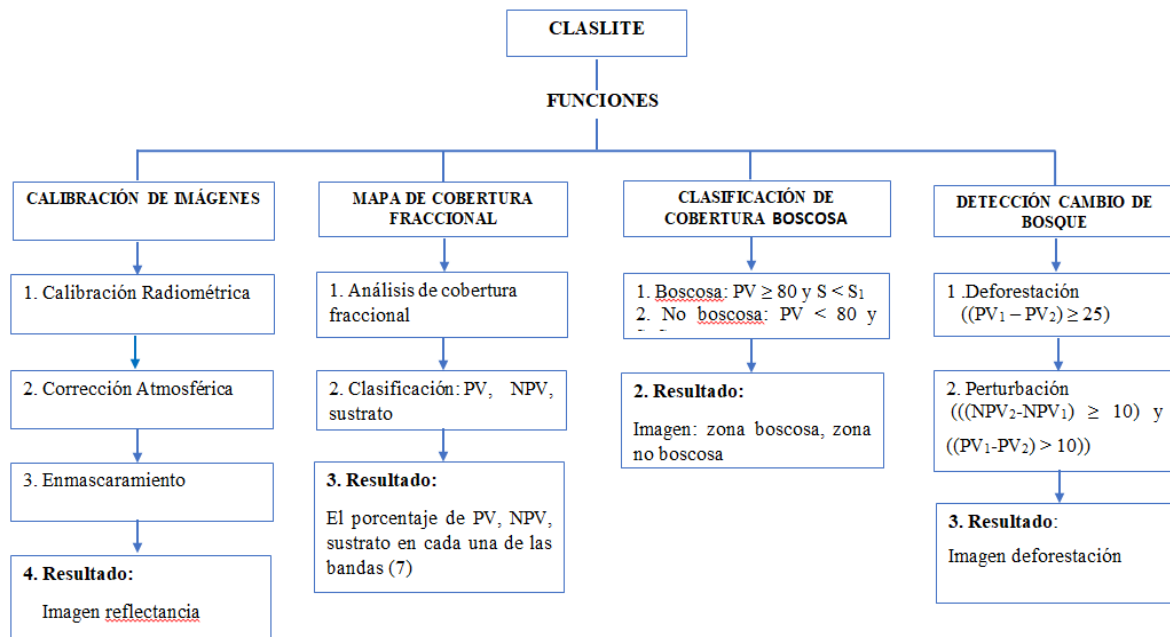 CLASLITE
FUNCIONES
CALIBRACIÓN DE IMÁGENES
1. Calibración Radiométrica
2. Corrección Atmosférica
3. Enmascaramiento
4. Resultado:
Imagen reflectancia
MAPA DE COBERTURA
FRACCIONAL
1. Análisis de cobertura
fraccional
2. Clasificación: PV, NPV,
sustrato
3. Resultado:
El porcentaje de PV, NPV,
sustrato en cada una de las
bandas (7)
CLASIFICACIÓN DE
COBERTURA BOSCOSA
1. Boscosa: PV ≥ 80 y S < S1
2. No boscosa: PV < 80 y
2. Resultado:
Imagen: zona boscosa, zona
no boscosa
DETECCIÓN CAMBIO DE
BOSQUE
1 .Deforestación
((PV1 – PV2) ≥ 25)
2. Perturbación
(((NPV2-NPV1) ≥ 10) y
((PV1-PV2) > 10))
3. Resultado:
Imagen deforestación